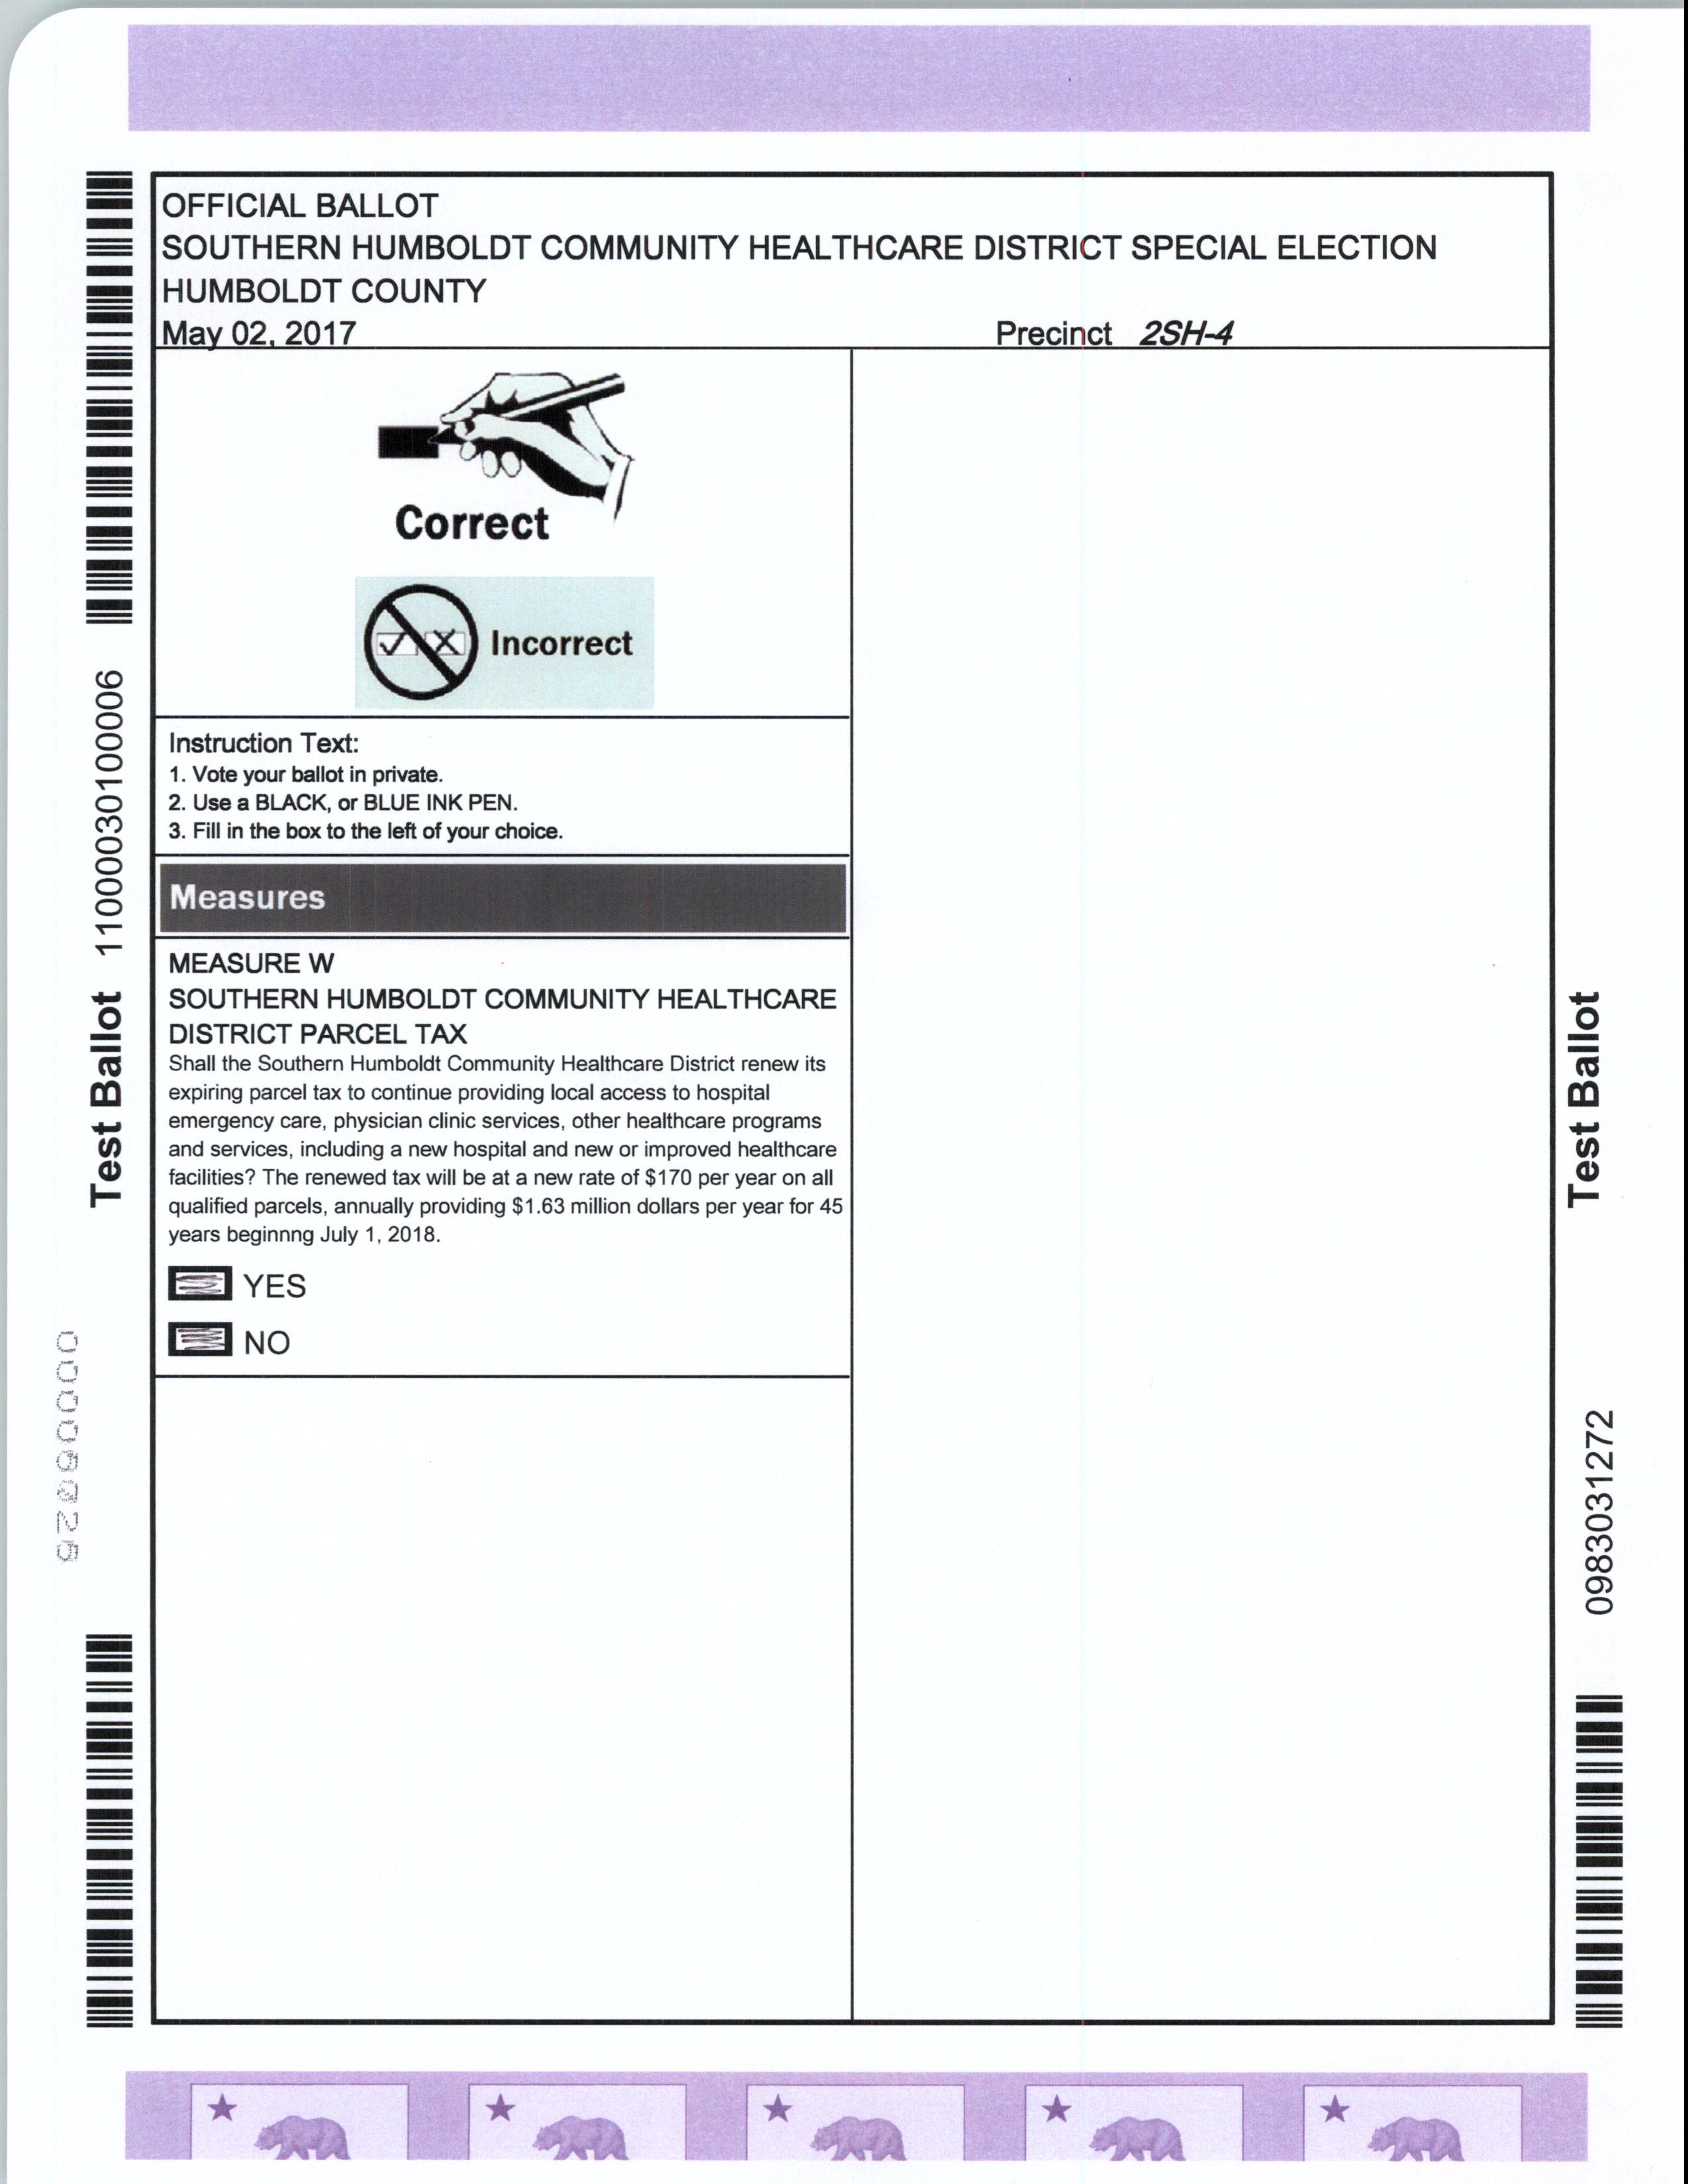 OFFICIAL BALLOT
SOUTHERN HUMBOLDT COMMUNITY HEALTHCARE DISTRICT SPECIAL ELECTION
HUMBOLDT COUNTY
May 02, 2017 Precinct 2SH-4
Correct
Incorrect
Instruction Text:
1. Vote your ballot in private.
2. Use a BLACK, or BLUE INK PEN.
3. Fill in the box to the left of your choice.
Measures
MEASURE W
SOUTHERN HUMBOLDT COMMUNITY HEALTHCARE
DISTRICT PARCEL TAX
Shall the Southern Humboldt Community Healthcare District renew its
expiring parcel tax to continue providing local access to hospital
emergency care, physician clinic services, other healthcare programs
and services, including a new hospital and new or improved healthcare
facilities? The renewed tax will be at a new rate of $170 per year on all
qualified parcels, annually providing $1.63 million dollars per year for 45
years beginnng July 1, 2018.
YES
NO
Test Ballot 11000030100006
Test Ballot
0983031272